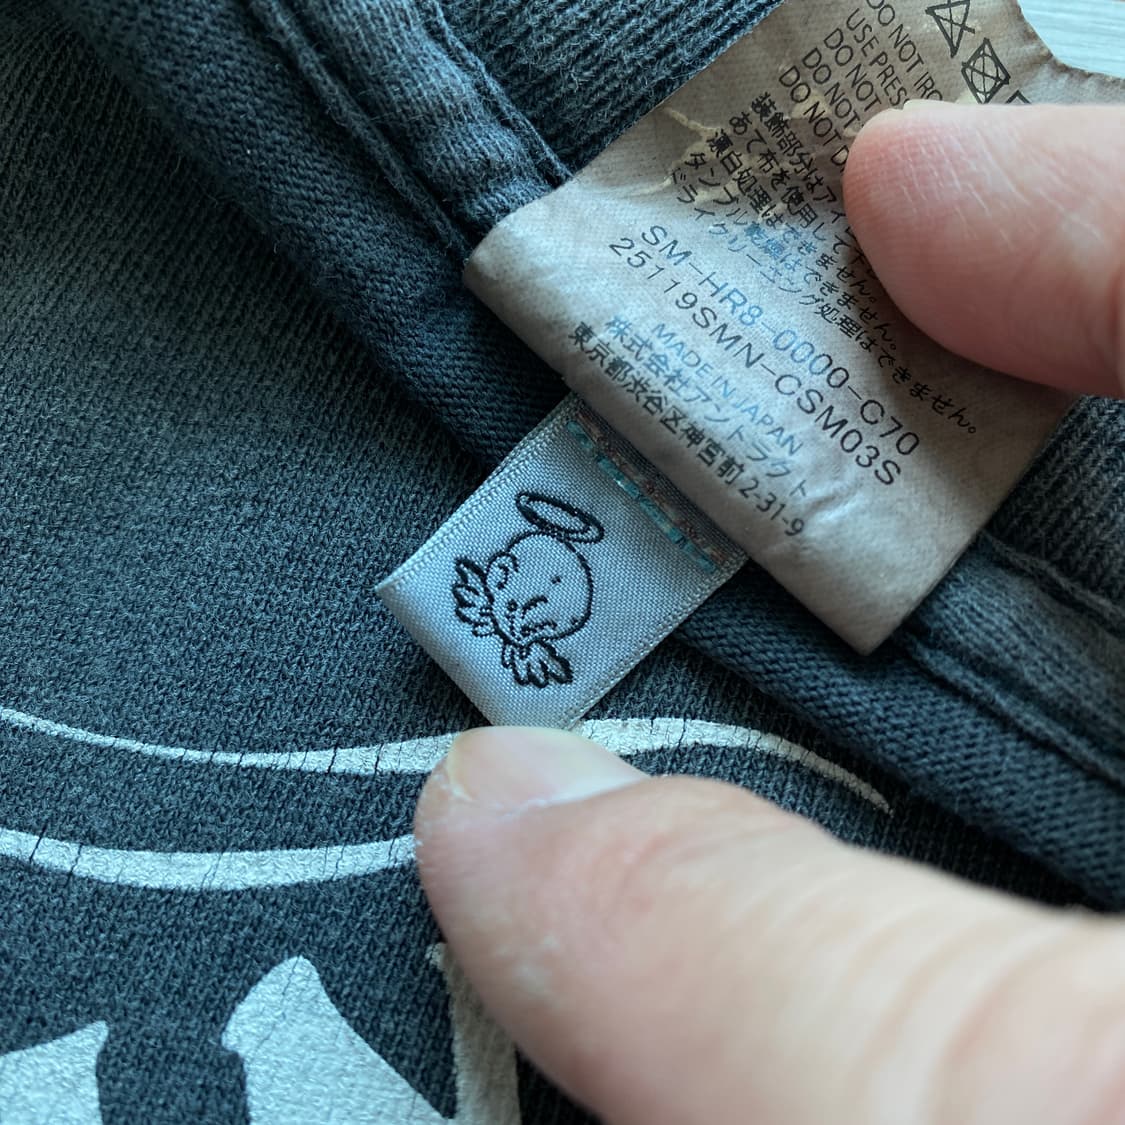 DO NOT IRO
USE PRES
DO NOT
DO NOT
DO NOT D
装飾部分はアイ
あて布を使用して下
漂白処理はできません。
タンブル乾燥はできません。
ドライクリーニング処理はできません。
SM-HR8-0000-C70
25119SMN-CSM03S
MADE IN JAPAN
株式会社アントラクト
東京都渋谷区神宮前2-31-9